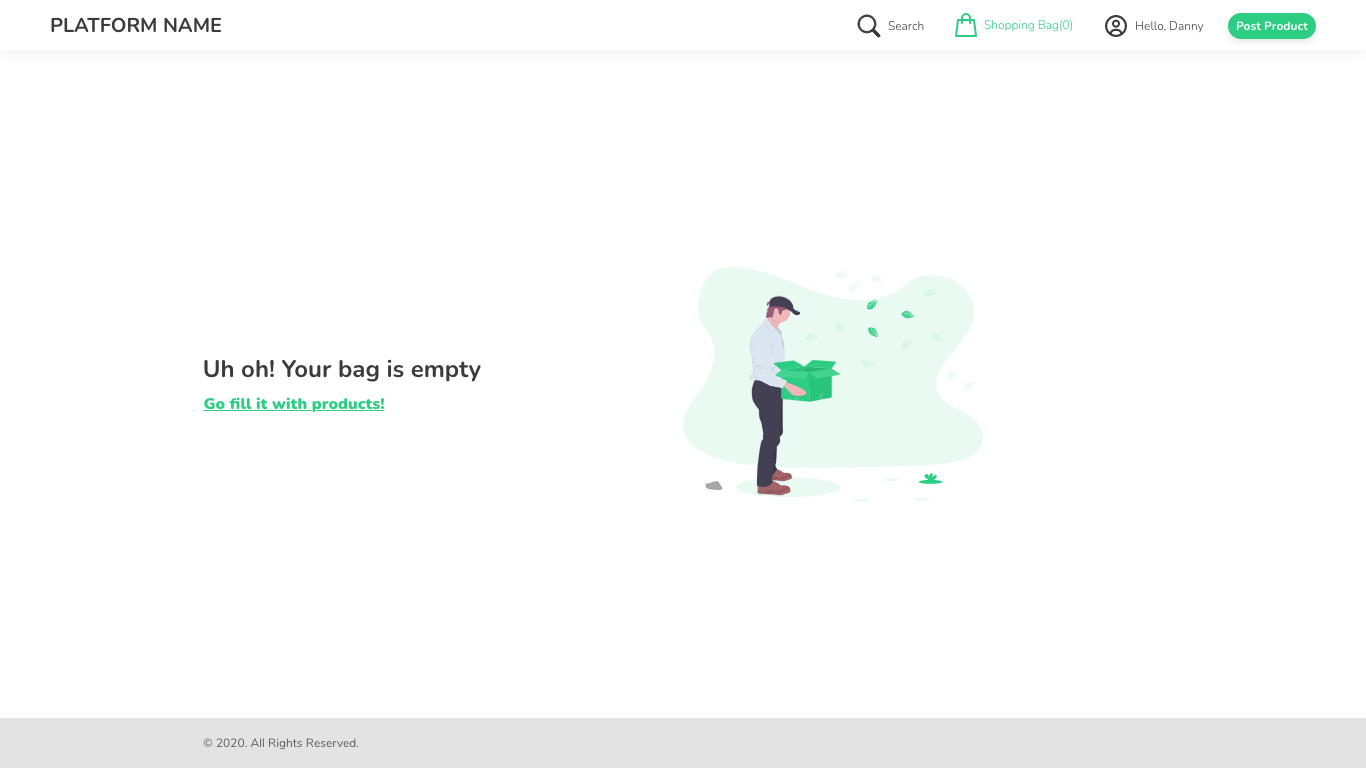 PLATFORM NAME
Search
Shopping Bag(0)
Hello, Danny
Post Product
Uh oh! Your bag is empty
Go fill it with products!
© 2020. All Rights Reserved.